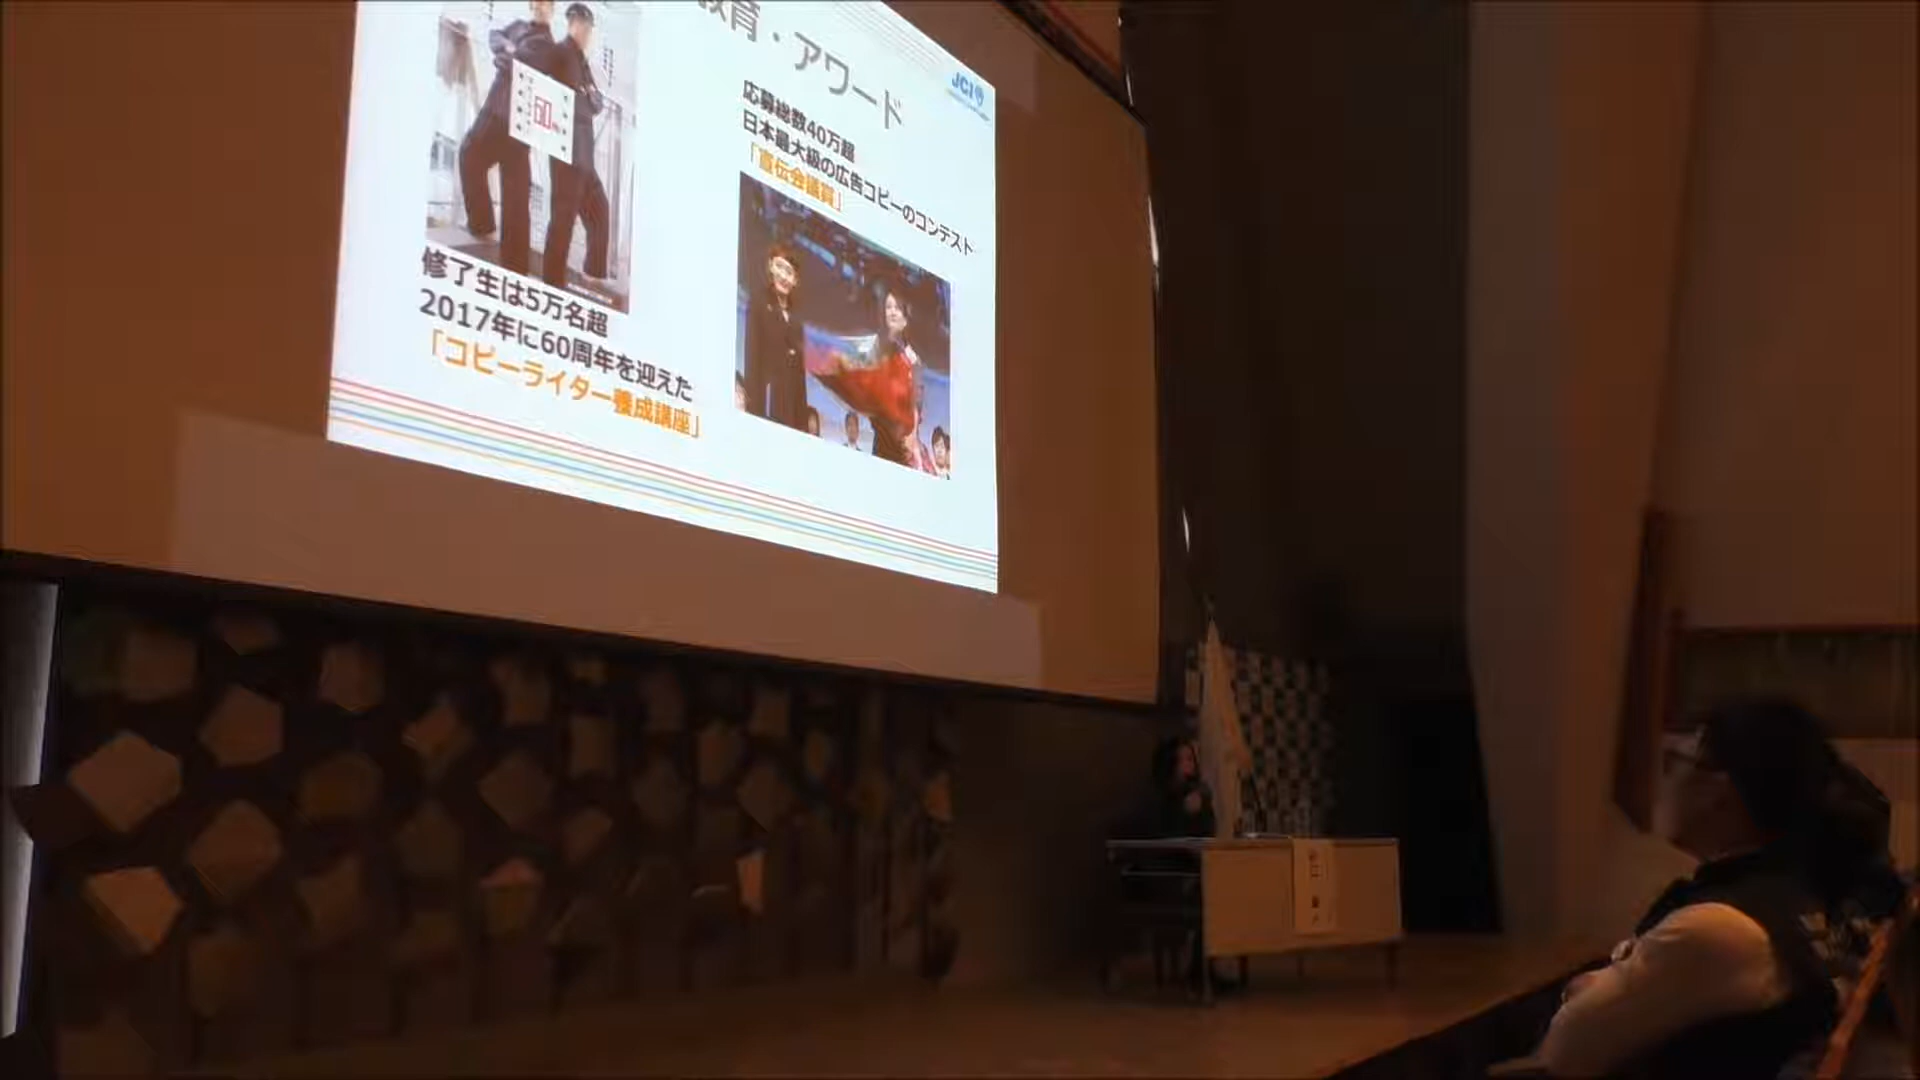 教育・アワード
JCI
60
応募総数40万超
日本最大級の広告コピーのコンテスト
「宣伝会議賞」
修了生は5万名超
2017年に60周年を迎えた
「コピーライター養成講座」